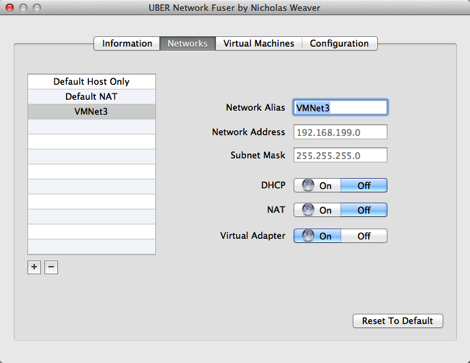 UBER Network Fuser by Nicholas Weaver
Information Networks Virtual Machines Configuration
Default Host Only
Default NAT
VMNet3
Network Alias VMNet3
Network Address 192.168.199.0
Subnet Mask 255.255.255.0
DHCP On Off
NAT On Off
Virtual Adapter On Off
+ −
Reset To Default